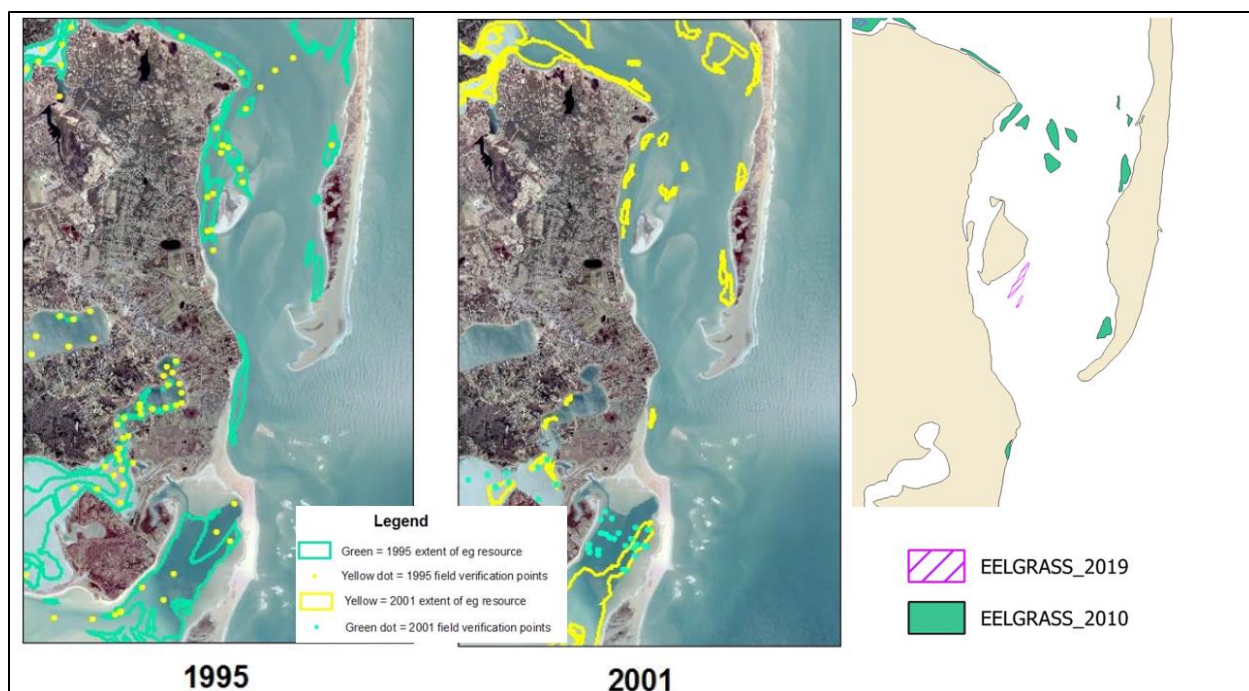 Legend
Green = 1995 extent of eg resource
Yellow dot = 1995 field verification points
Yellow = 2001 extent of eg resource
Green dot = 2001 field verification points
1995
2001
EELGRASS_2019
EELGRASS_2010